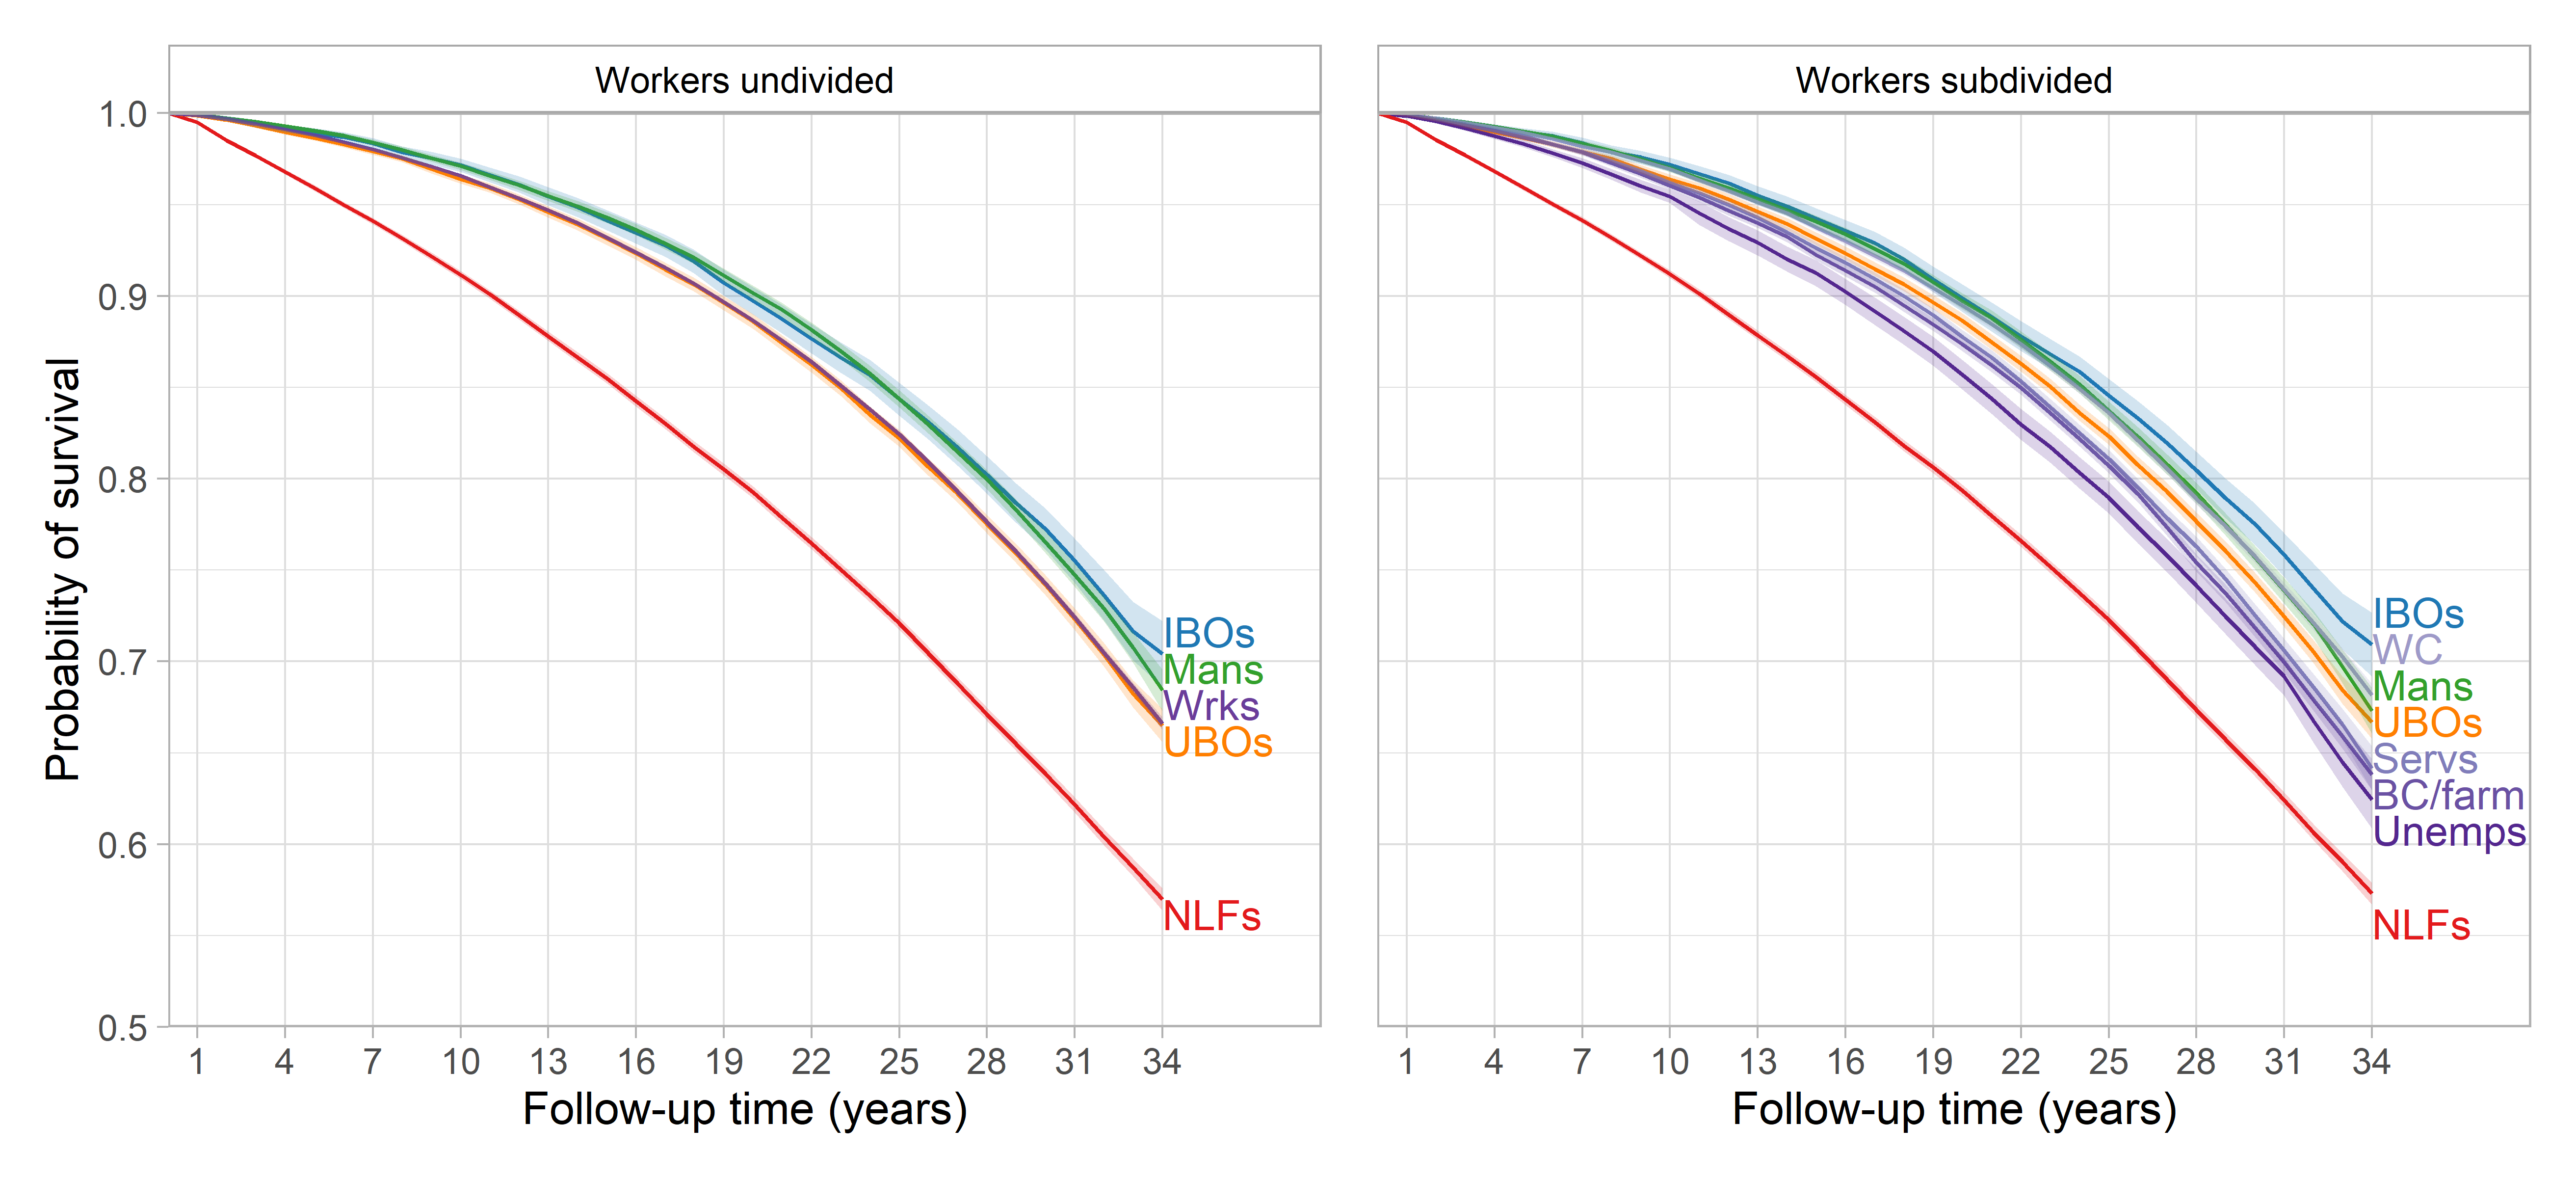 Workers undivided
Workers subdivided
Probability of survival
1.0
0.9
0.8
0.7
0.6
0.5
IBOs
Mans
Wrks
UBOs
NLFs
1 4 7 10 13 16 19 22 25 28 31 34
Follow-up time (years)
IBOs
WC
Mans
UBOs
Servs
BC/farm
Unemps
NLFs
1 4 7 10 13 16 19 22 25 28 31 34
Follow-up time (years)